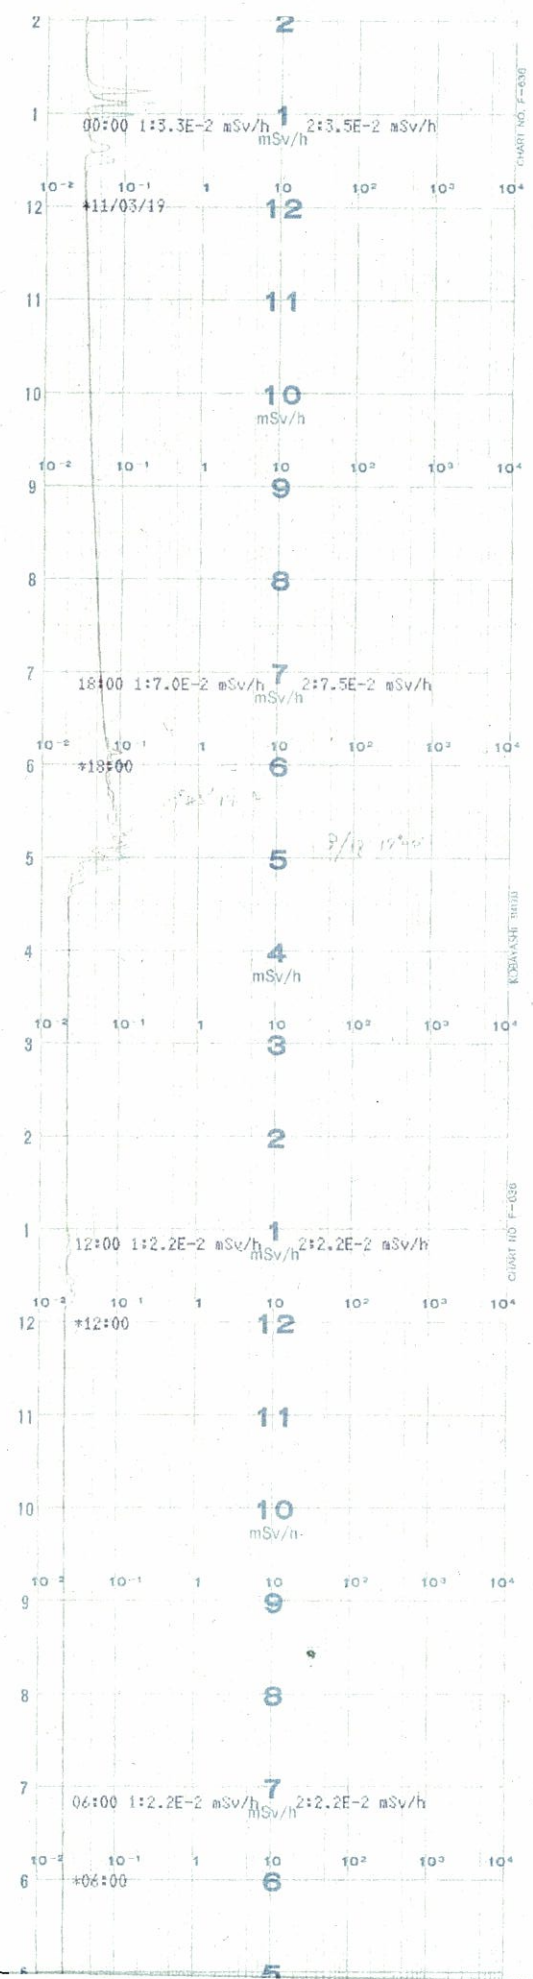 2 2
1 1
00:00 1:3.3E-2 mSv/h 2:3.5E-2 mSv/h
mSv/h
CHART NO. F-636
10⁻² 10⁻¹ 1 10 10² 10³ 10⁴
12 *11/03/19 12
11 11
10 10
mSv/h
10⁻² 10⁻¹ 1 10 10² 10³ 10⁴
9 9
8 8
7 7
18:00 1:7.0E-2 mSv/h 2:7.5E-2 mSv/h
mSv/h
10⁻² 10⁻¹ 1 10 10² 10³ 10⁴
6 *18:00 6
5 5
4 4
mSv/h
KOBAYASHI
10⁻² 10⁻¹ 1 10 10² 10³ 10⁴
3 3
2 2
1 1
12:00 1:2.2E-2 mSv/h 2:2.2E-2 mSv/h
mSv/h
CHART NO. F-636
10⁻² 10⁻¹ 1 10 10² 10³ 10⁴
12 *12:00 12
11 11
10 10
mSv/h
10⁻² 10⁻¹ 1 10 10² 10³ 10⁴
9 9
8 8
7 7
06:00 1:2.2E-2 mSv/h 2:2.2E-2 mSv/h
mSv/h
10⁻² 10⁻¹ 1 10 10² 10³ 10⁴
6 *06:00 6
5 5